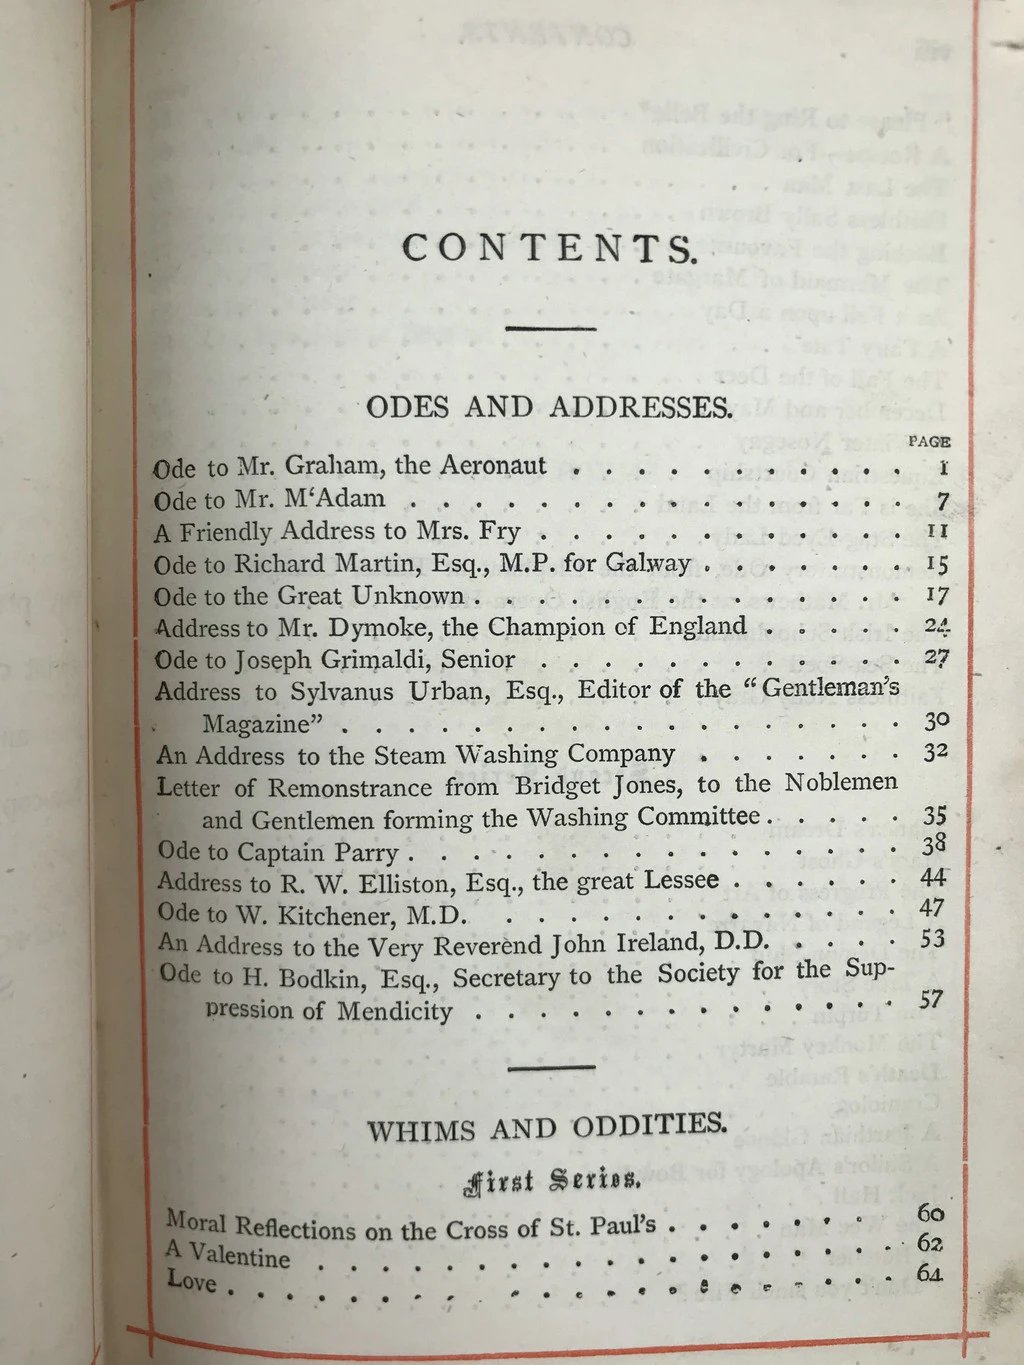 CONTENTS.
ODES AND ADDRESSES.
PAGE
Ode to Mr. Graham, the Aeronaut . . . . . . . . . . . 1
Ode to Mr. M‘Adam . . . . . . . . . . . . . . . . 7
A Friendly Address to Mrs. Fry . . . . . . . . . . . . 11
Ode to Richard Martin, Esq., M.P. for Galway . . . . . . . 15
Ode to the Great Unknown . . . . . . . . . . . . . . 17
Address to Mr. Dymoke, the Champion of England . . . . . 24
Ode to Joseph Grimaldi, Senior . . . . . . . . . . . . 27
Address to Sylvanus Urban, Esq., Editor of the “Gentleman’s
Magazine” . . . . . . . . . . . . . . . . . . 30
An Address to the Steam Washing Company . . . . . . . 32
Letter of Remonstrance from Bridget Jones, to the Noblemen
and Gentlemen forming the Washing Committee . . . . . 35
Ode to Captain Parry . . . . . . . . . . . . . . . . 38
Address to R. W. Elliston, Esq., the great Lessee . . . . . . 44
Ode to W. Kitchener, M.D. . . . . . . . . . . . . . . 47
An Address to the Very Reverend John Ireland, D.D. . . . . 53
Ode to H. Bodkin, Esq., Secretary to the Society for the Sup-
pression of Mendicity . . . . . . . . . . . . . . . 57
WHIMS AND ODDITIES.
First Series.
Moral Reflections on the Cross of St. Paul’s . . . . . . . 60
A Valentine . . . . . . . . . . . . . . . . . . 62
Love . . . . . . . . . . . . . . . . . . . . . 64